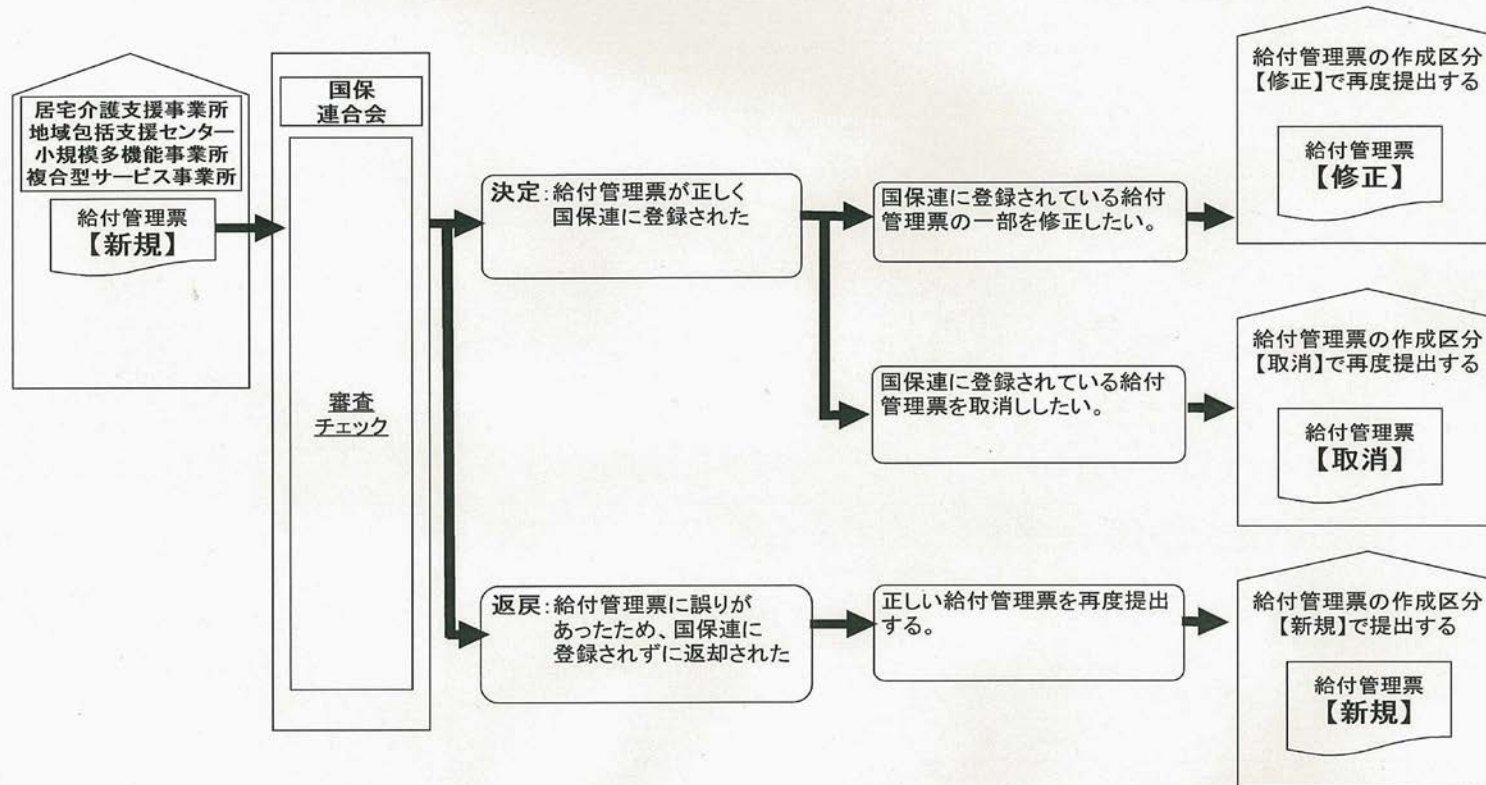 居宅介護支援事業所
地域包括支援センター
小規模多機能事業所
複合型サービス事業所
給付管理票
【新規】
国保
連合会
審査
チェック
決定:給付管理票が正しく
国保連に登録された
国保連に登録されている給付
管理票の一部を修正したい。
給付管理票の作成区分
【修正】で再度提出する
給付管理票
【修正】
国保連に登録されている給付
管理票を取消ししたい。
給付管理票の作成区分
【取消】で再度提出する
給付管理票
【取消】
返戻:給付管理票に誤りが
あったため、国保連に
登録されずに返却された
正しい給付管理票を再度提出
する。
給付管理票の作成区分
【新規】で提出する
給付管理票
【新規】